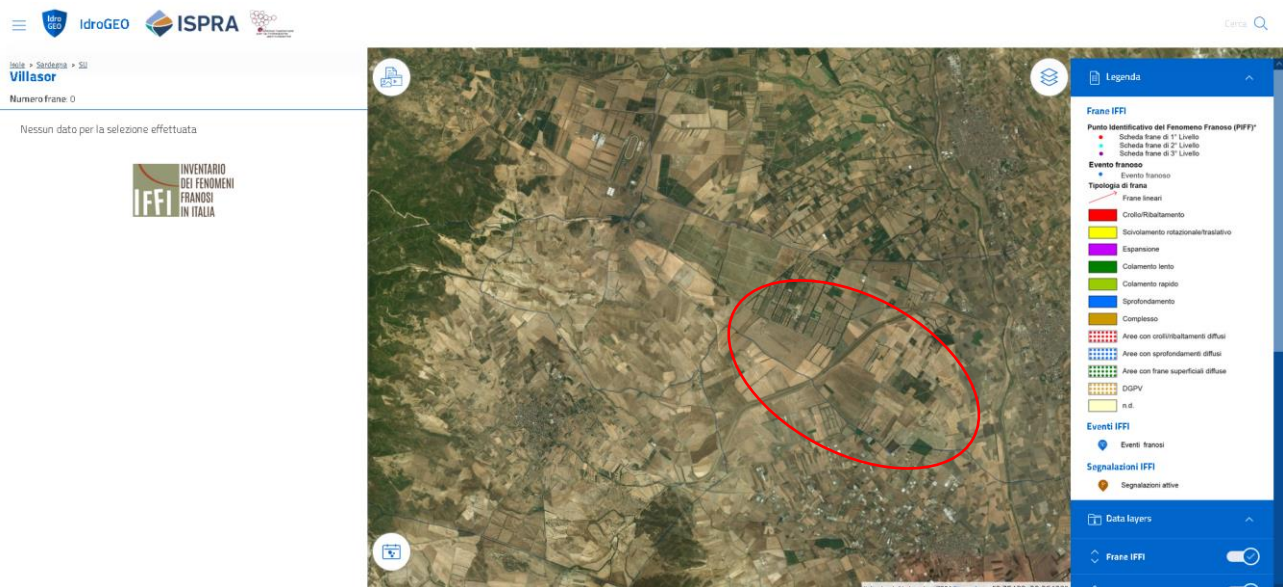 Idro
GEO
IdroGEO
ISPRA
Cerca
Sardegna » SU
Villasor
Numero frane: 0
Nessun dato per la selezione effettuata
IFFI
INVENTARIO
DEI FENOMENI
FRANOSI
IN ITALIA
Legenda
Frane IFFI
Punto Identificativo del Fenomeno Franoso (PIFF)*
Scheda frane di 1° Livello
Scheda frane di 2° Livello
Scheda frane di 3° Livello
Evento franoso
Evento franoso
Tipologia di frana
Frane lineari
Crollo/Ribaltamento
Scivolamento rotazionale/traslativo
Espansione
Colamento lento
Colamento rapido
Sprofondamento
Complesso
Aree con crolli/ribaltamenti diffusi
Aree con sprofondamenti diffusi
Aree con frane superficiali diffuse
DGPV
n.d.
Eventi IFFI
Eventi franosi
Segnalazioni IFFI
Segnalazioni attive
Data layers
Frane IFFI